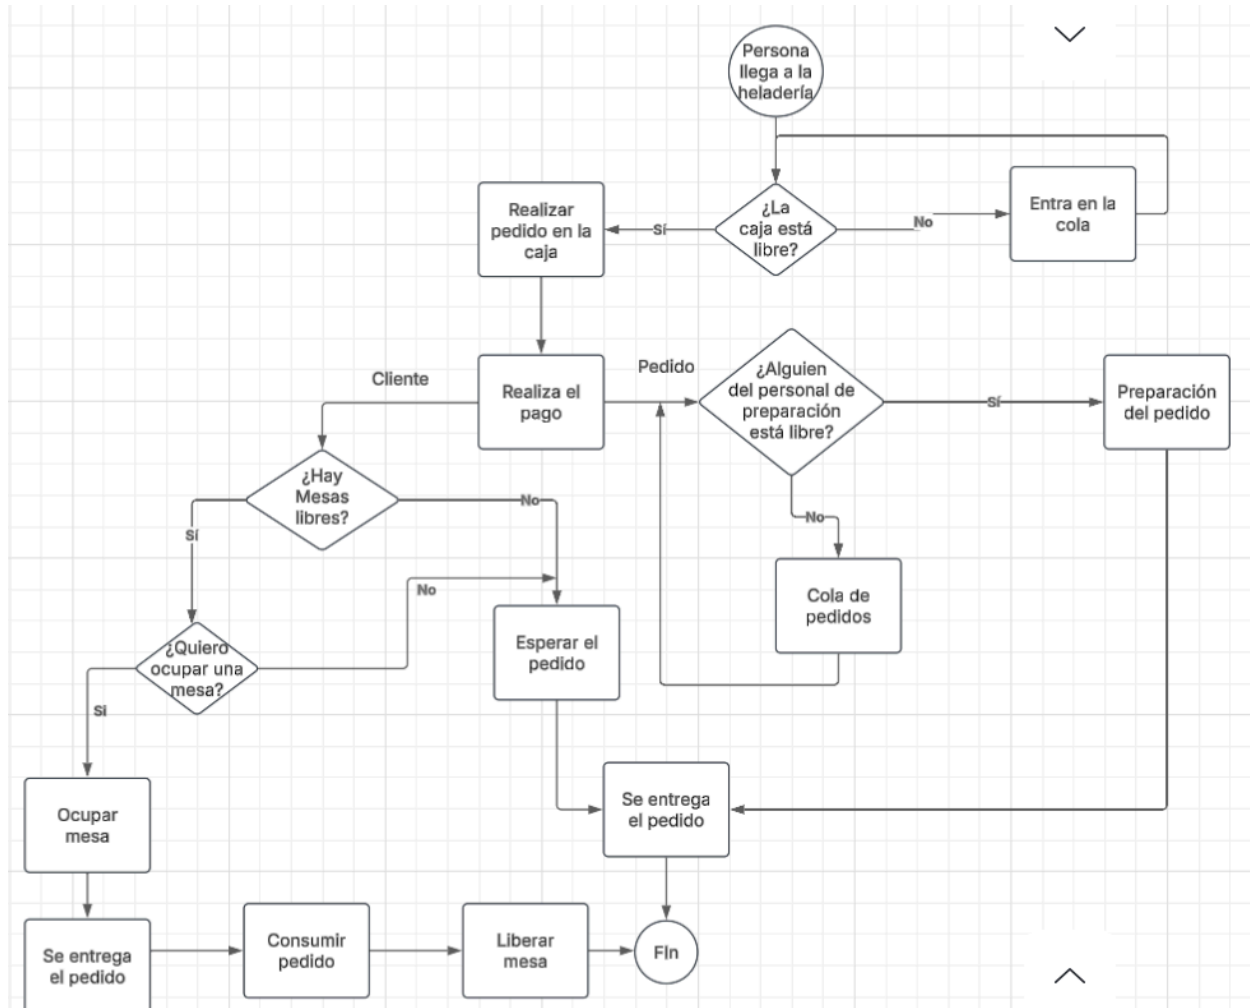 Persona
llega a la
heladería
¿La
caja está
libre?
Sí
No
Entra en la
cola
Realizar
pedido en la
caja
Realiza el
pago
Cliente
Pedido
¿Alguien
del personal de
preparación
está libre?
Sí
Preparación
del pedido
No
Cola de
pedidos
¿Hay
Mesas
libres?
Sí
No
¿Quiero
ocupar una
mesa?
No
Si
Esperar el
pedido
Ocupar
mesa
Se entrega
el pedido
Se entrega
el pedido
Consumir
pedido
Liberar
mesa
FIn